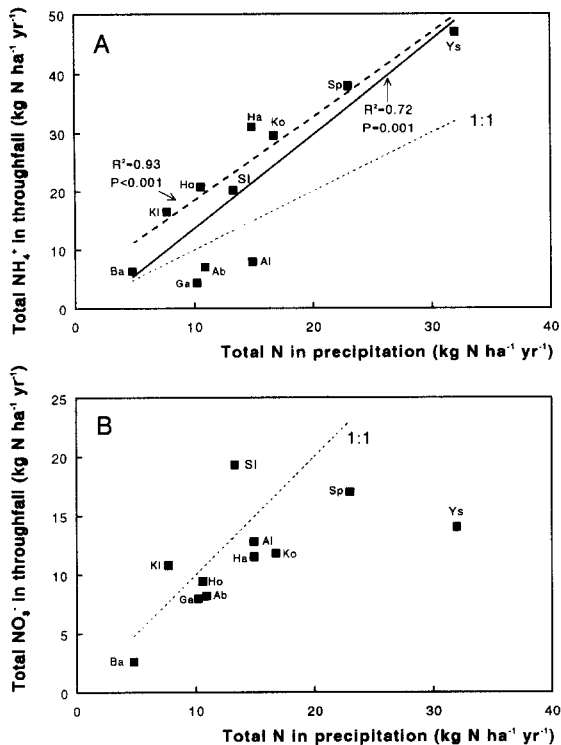 Total NH₄⁺ in throughfall (kg N ha⁻¹ yr⁻¹)
50
40
30
20
10
0
A
Ys
Sp
Ha
Ko
R²=0.72
P=0.001
1:1
R²=0.93
P<0.001
Ho
Sl
Kl
Ba
Ga
Ab
Al
0
10
20
30
40
Total N in precipitation (kg N ha⁻¹ yr⁻¹)
Total NO₃⁻ in throughfall (kg N ha⁻¹ yr⁻¹)
25
20
15
10
5
0
B
1:1
Sl
Sp
Ys
Al
Ha
Ko
Kl
Ho
Ga
Ab
Ba
0
10
20
30
40
Total N in precipitation (kg N ha⁻¹ yr⁻¹)